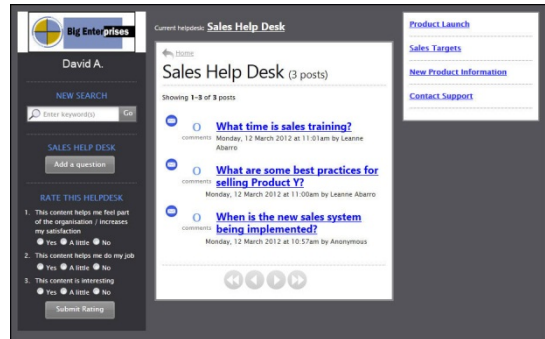 Big Enterprises
David A.
NEW SEARCH
Enter keyword(s)
Go
SALES HELP DESK
Add a question
RATE THIS HELPDESK
1. This content helps me feel part
of the organisation / increases
my satisfaction
Yes A little No
2. This content helps me do my job
Yes A little No
3. This content is interesting
Yes A little No
Submit Rating
Current helpdesk: Sales Help Desk
Home
Sales Help Desk (3 posts)
Showing 1-3 of 3 posts
0
comments
What time is sales training?
Monday, 12 March 2012 at 11:01am by Leanne
Abarro
0
comments
What are some best practices for
selling Product Y?
Monday, 12 March 2012 at 11:00am by Leanne Abarro
0
comments
When is the new sales system
being implemented?
Monday, 12 March 2012 at 10:57am by Anonymous
Product Launch
Sales Targets
New Product Information
Contact Support